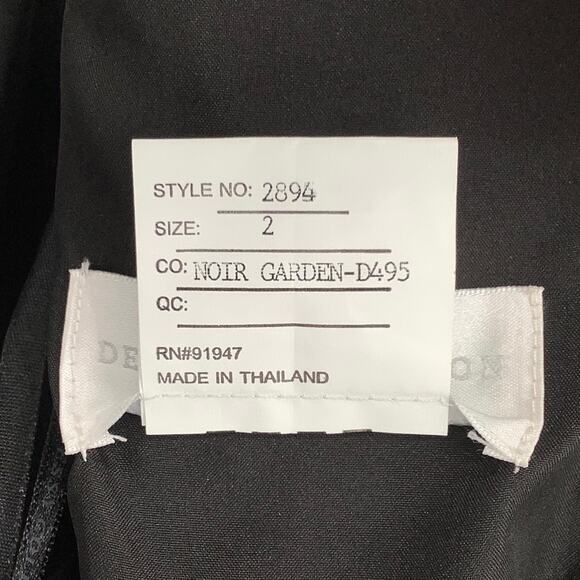 STYLE NO: 2894
SIZE: 2
CO: NOIR GARDEN-D495
QC:
RN#91947
MADE IN THAILAND